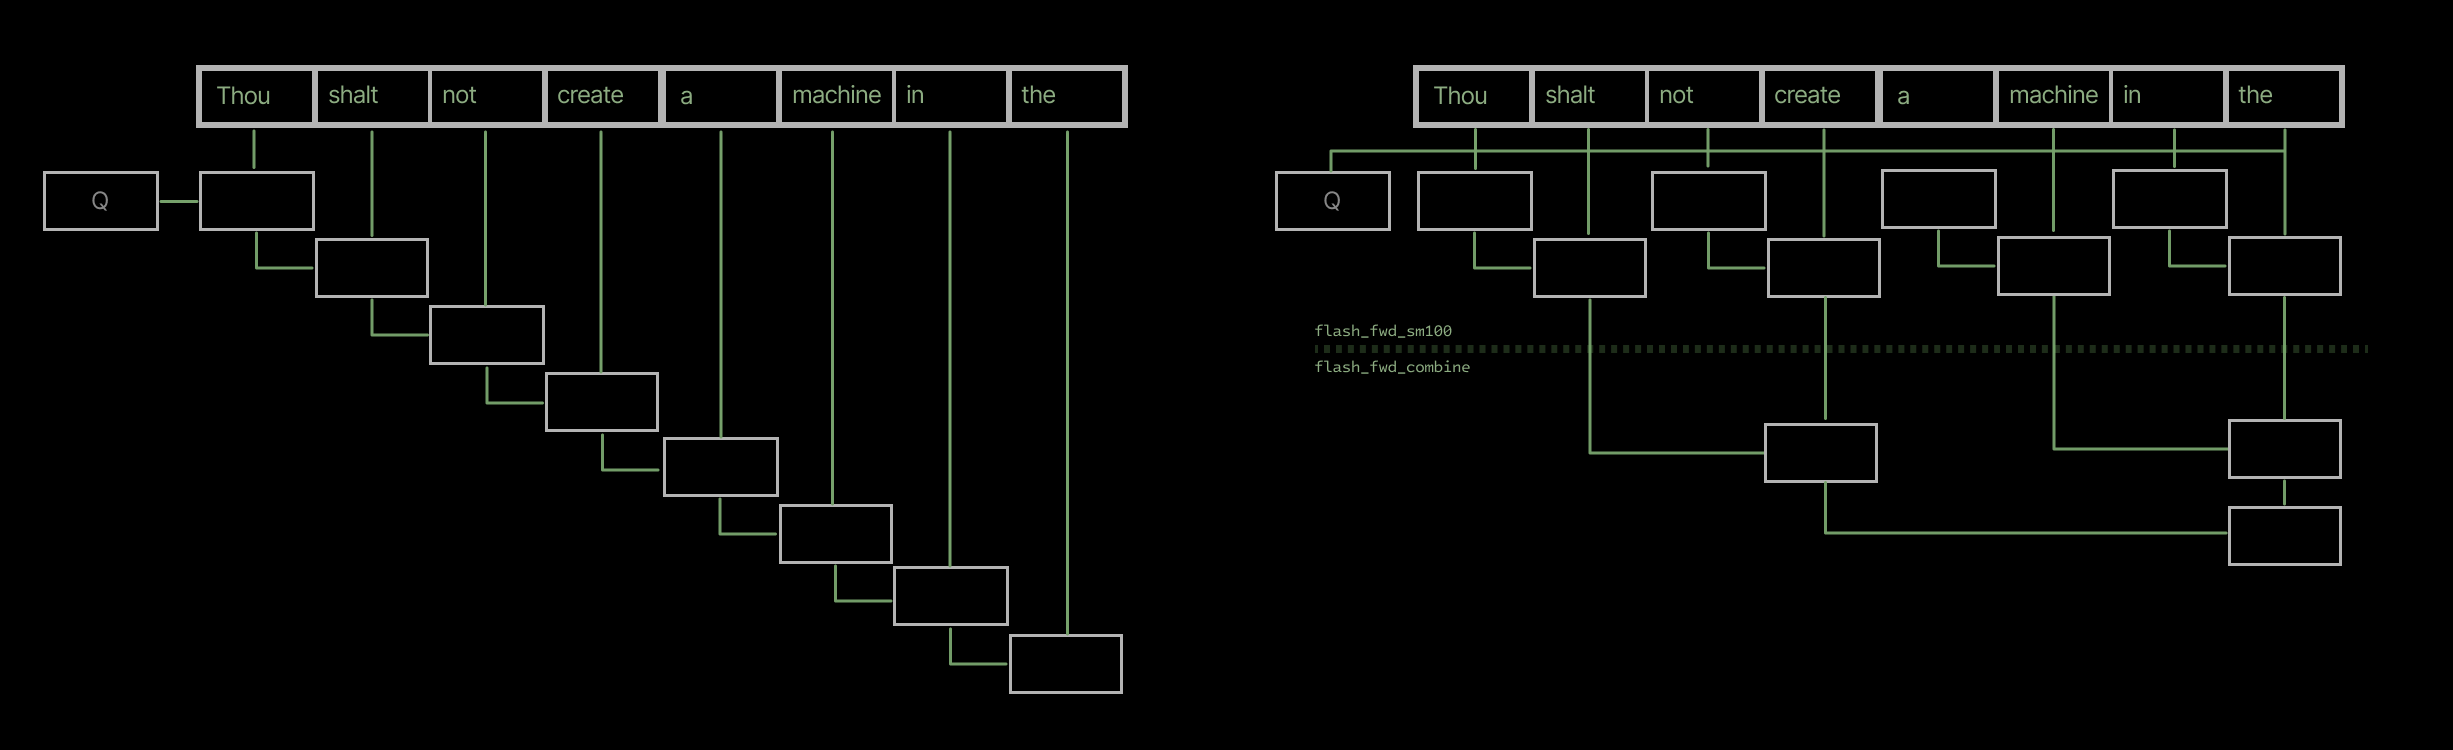 Thou shalt not create a machine in the
Q
Thou shalt not create a machine in the
Q
flash_fwd_sm100
flash_fwd_combine